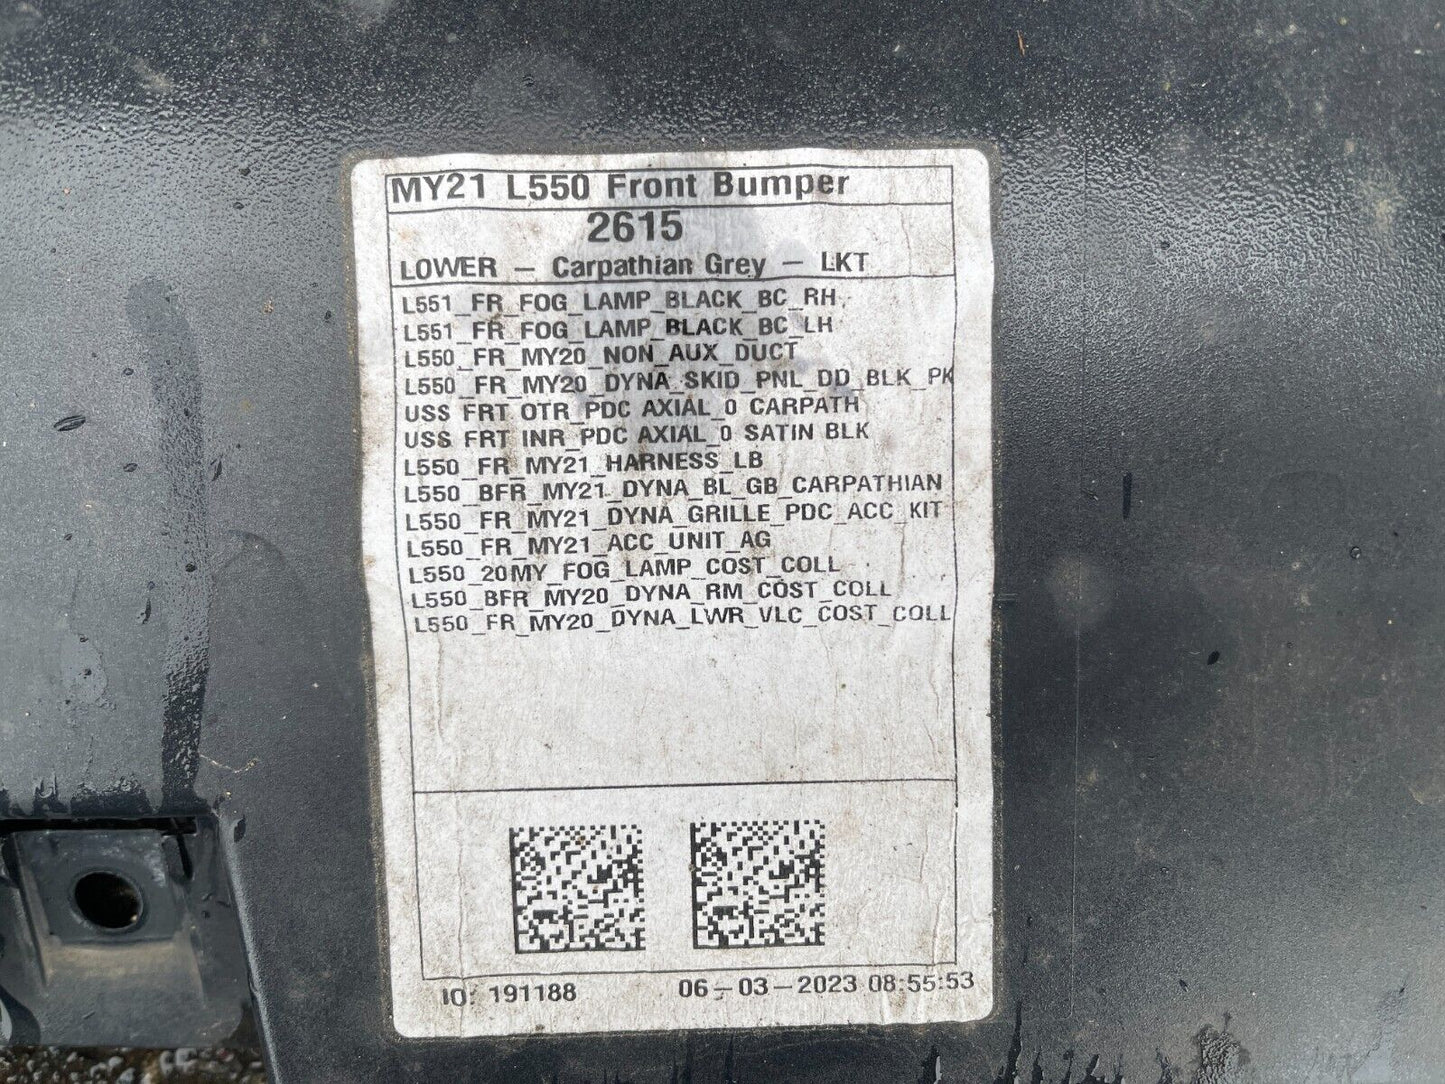 MY21 L550 Front Bumper
2615
LOWER – Carpathian Grey – LKT
L551_FR_FOG_LAMP_BLACK_BC_RH
L551_FR_FOG_LAMP_BLACK_BC_LH
L550_FR_MY20_NON_AUX_DUCT
L550_FR_MY20_DYNA_SKID_PNL_DD_BLK_PK
USS FRT OTR_PDC AXIAL_0 CARPATH
USS FRT INR_PDC AXIAL_0 SATIN BLK
L550_FR_MY21_HARNESS_LB
L550_BFR_MY21_DYNA_BL_GB_CARPATHIAN
L550_FR_MY21_DYNA_GRILLE_PDC_ACC_KIT
L550_FR_MY21_ACC_UNIT_AG
L550_20MY_FOG_LAMP_COST_COLL
L550_BFR_MY20_DYNA_RM_COST_COLL
L550_FR_MY20_DYNA_LWR_VLC_COST_COLL
ID: 191188 06-03-2023 08:55:53